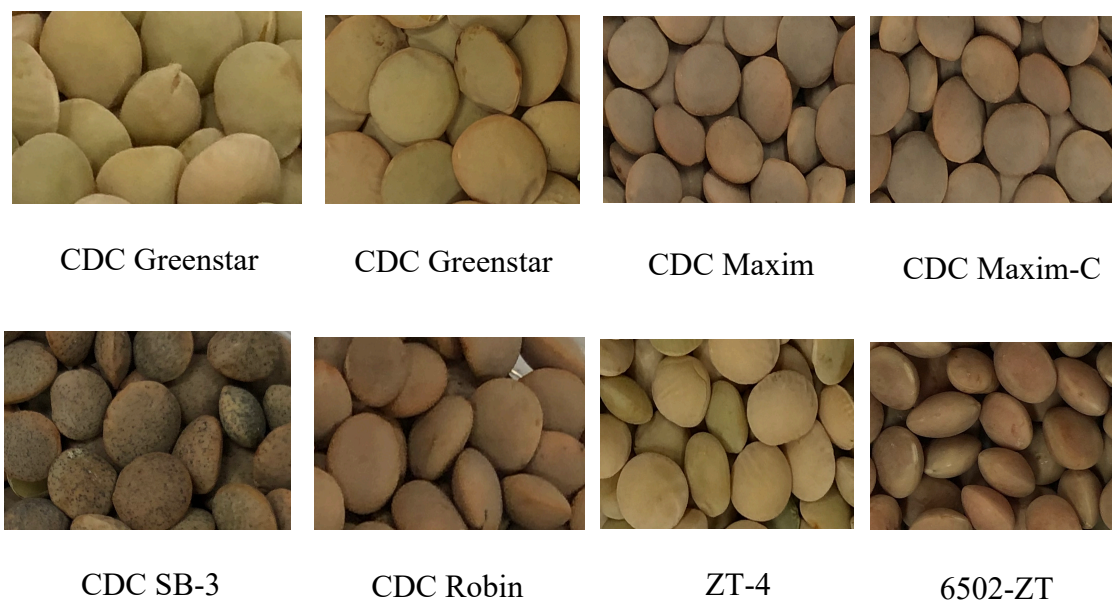 CDC Greenstar
CDC Greenstar
CDC Maxim
CDC Maxim-C
CDC SB-3
CDC Robin
ZT-4
6502-ZT